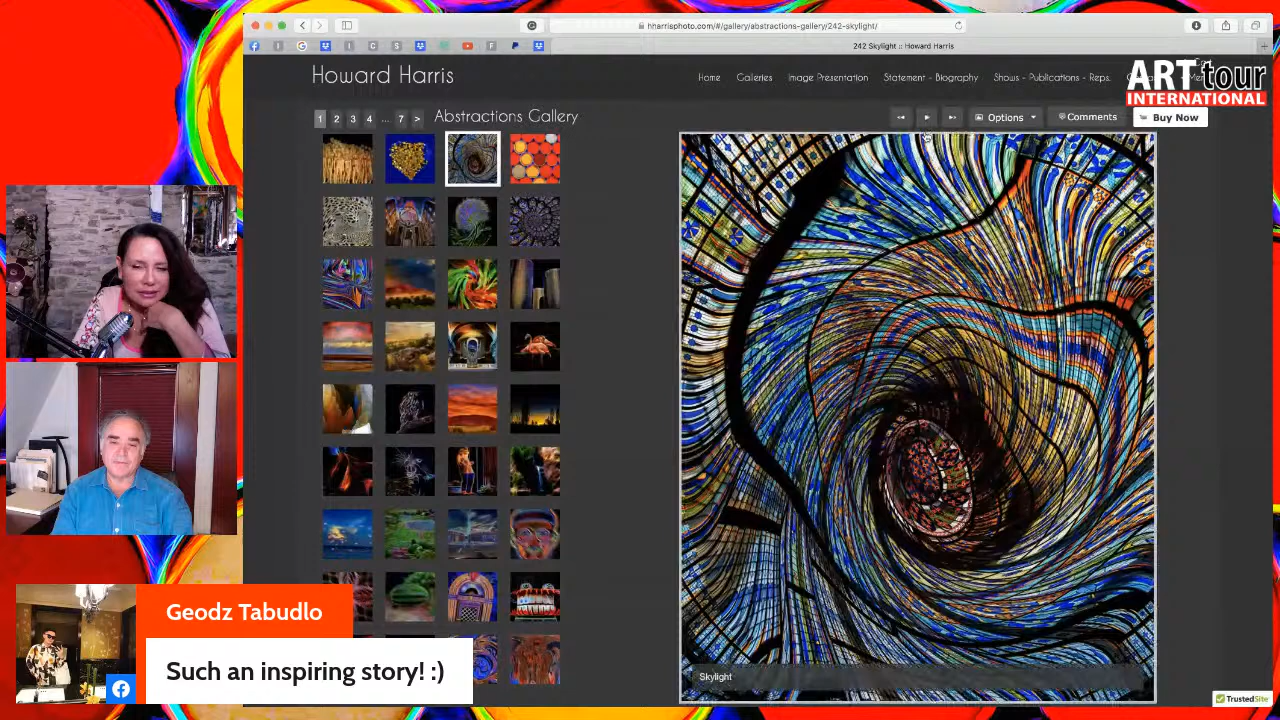 hharrisphoto.com/#/gallery/abstractions-gallery/242-skylight/
242 Skylight :: Howard Harris
Howard Harris
Home
Galleries
Image Presentation
Statement - Biography
Shows - Publications - Reps.
ART tour
INTERNATIONAL
1 2 3 4 ... 7 >
Abstractions Gallery
Options
Comments
Buy Now
Skylight
Geodz Tabudlo
Such an inspiring story! :)
TrustedSite